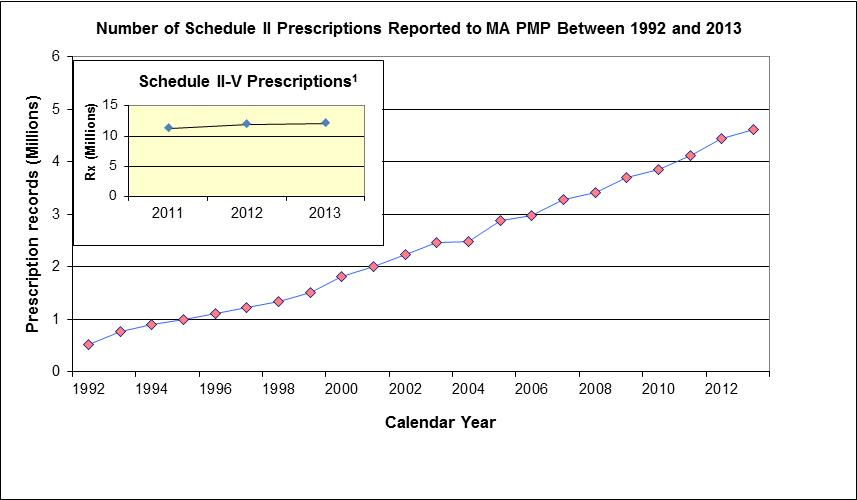 Number of Schedule II Prescriptions Reported to MA PMP Between 1992 and 2013
Prescription records (Millions)
6
5
4
3
2
1
0
Schedule II-V Prescriptions¹
Rx (Millions)
15
10
5
0
2011 2012 2013
1992 1994 1996 1998 2000 2002 2004 2006 2008 2010 2012
Calendar Year